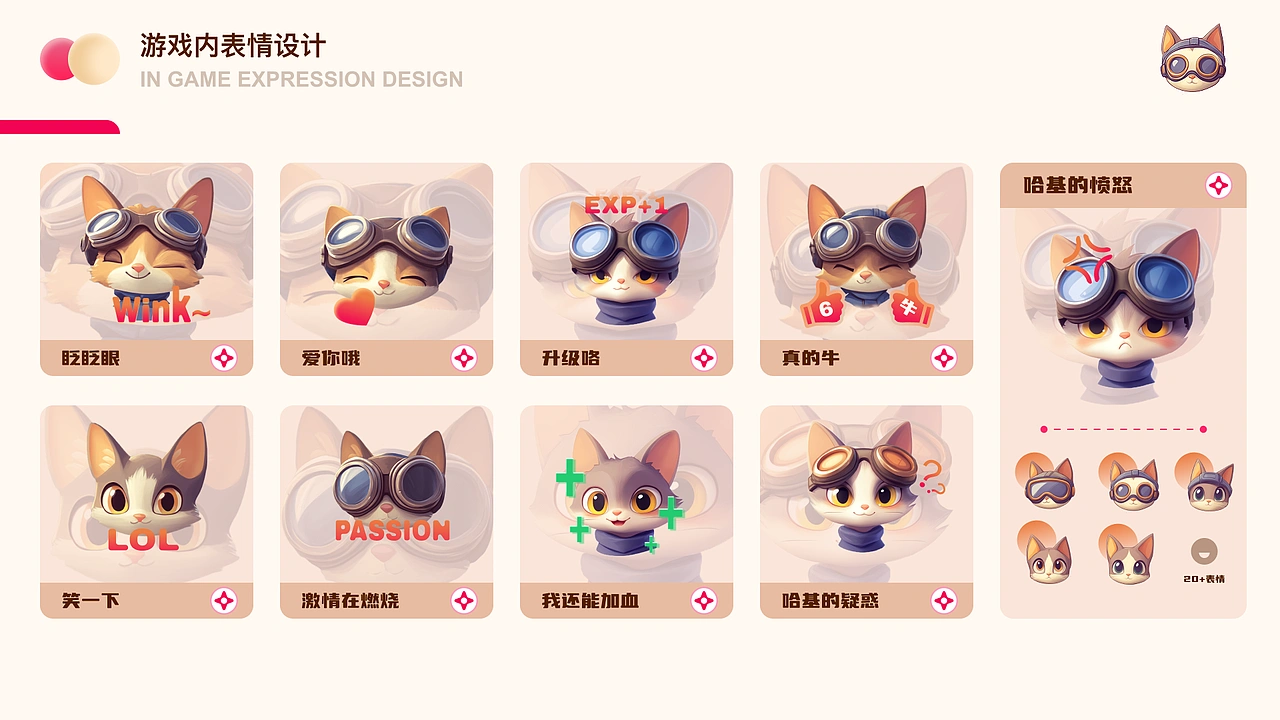 游戏内表情设计
IN GAME EXPRESSION DESIGN
Wink~
眨眨眼
爱你哦
EXP+1
升级咯
6 牛
真的牛
哈基的愤怒
LOL
笑一下
PASSION
激情在燃烧
我还能加血
??
哈基的疑惑
20+表情